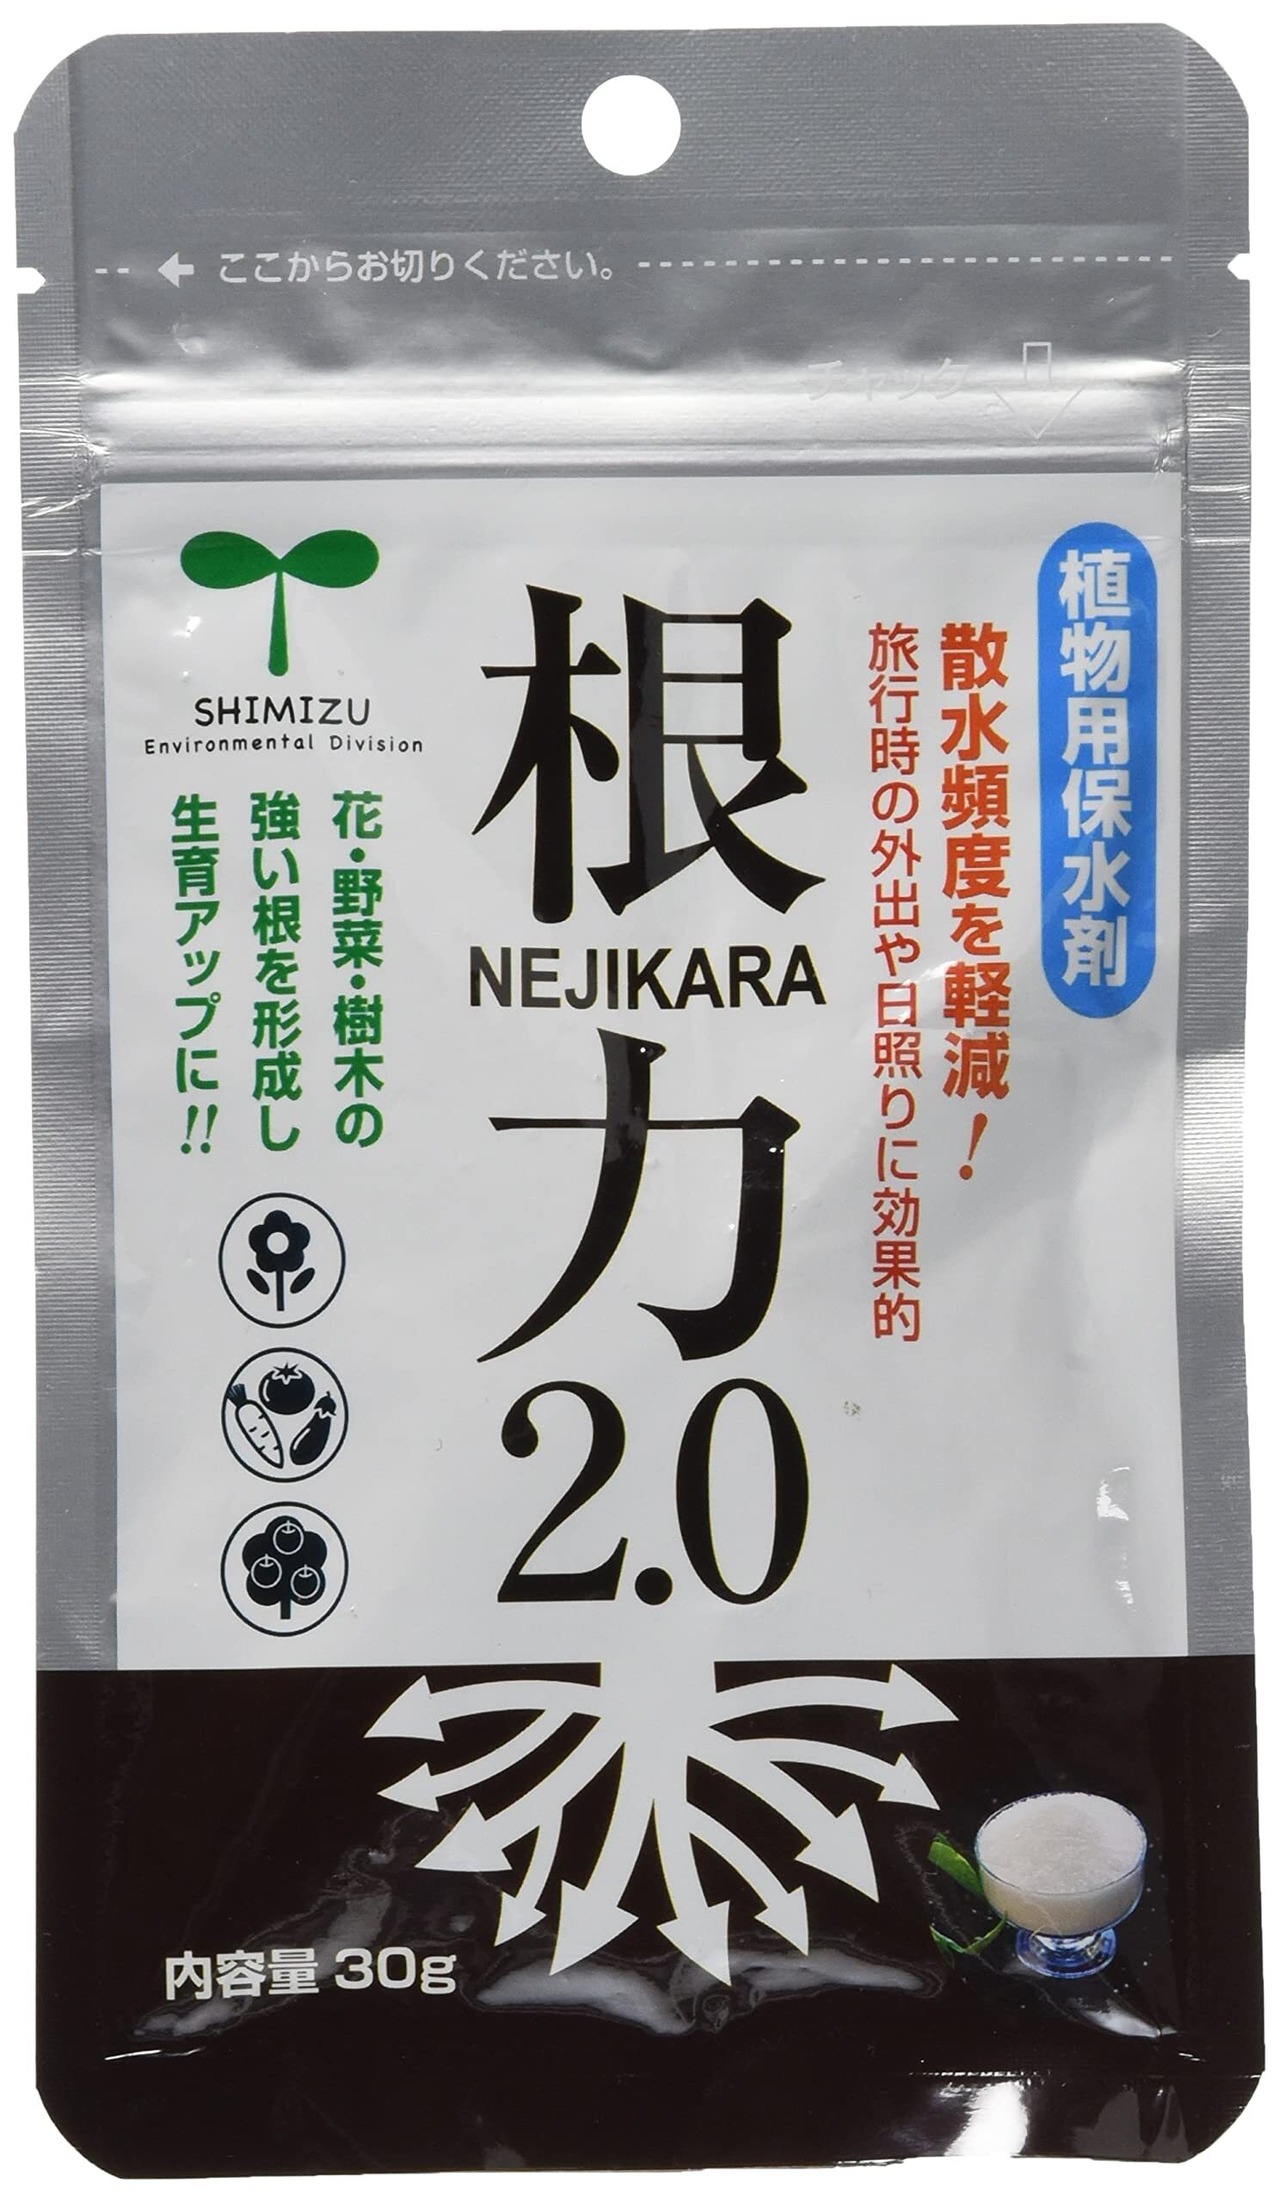 ここからお切りください。
チャック
植物用保水剤
散水頻度を軽減!
旅行時の外出や日照りに効果的
根
NEJIKARA
力
2.0
SHIMIZU
Environmental Division
花・野菜・樹木の
強い根を形成し
生育アップに!!
内容量 30g